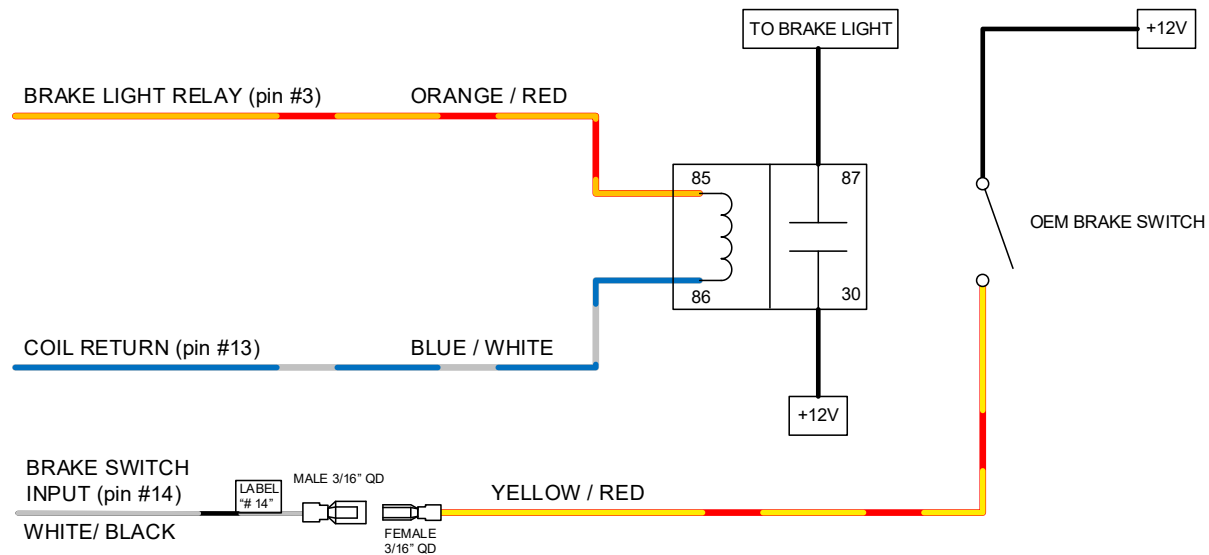 TO BRAKE LIGHT
+12V
BRAKE LIGHT RELAY (pin #3)
ORANGE / RED
85
87
OEM BRAKE SWITCH
86
30
COIL RETURN (pin #13)
BLUE / WHITE
+12V
BRAKE SWITCH
INPUT (pin #14)
LABEL
"# 14"
MALE 3/16" QD
YELLOW / RED
WHITE/ BLACK
FEMALE
3/16" QD